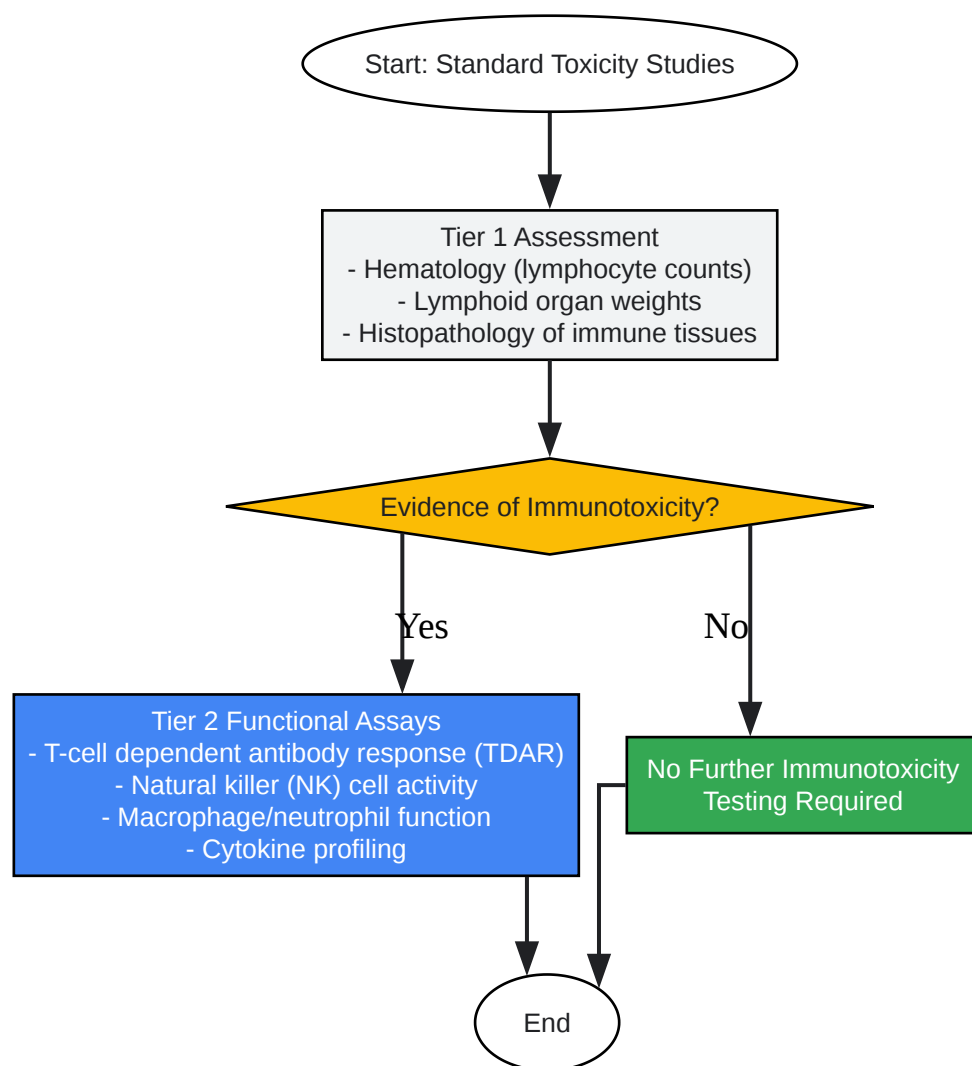 Start: Standard Toxicity Studies
Tier 1 Assessment
- Hematology (lymphocyte counts)
- Lymphoid organ weights
- Histopathology of immune tissues
Evidence of Immunotoxicity?
Yes
No
Tier 2 Functional Assays
- T-cell dependent antibody response (TDAR)
- Natural killer (NK) cell activity
- Macrophage/neutrophil function
- Cytokine profiling
No Further Immunotoxicity
Testing Required
End